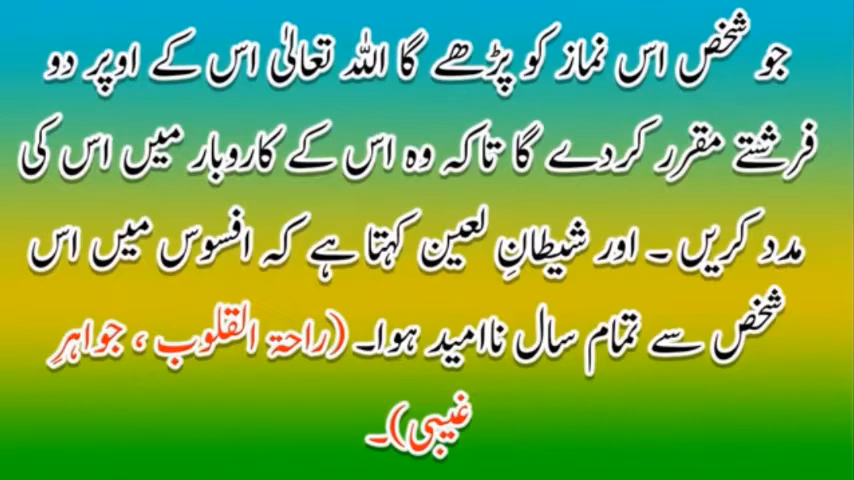 جو شخص اس نماز کو پڑھے گا اللہ تعالیٰ اس کے اوپر دو
فرشتے مقرر کردے گا تاکہ وہ اس کے کاروبار میں اس کی
مدد کریں ۔ اور شیطانِ لعین کہتا ہے کہ افسوس میں اس
شخص سے تمام سال ناامید ہوا۔ (راحۃ القلوب ، جواہرِ
غیبی)۔